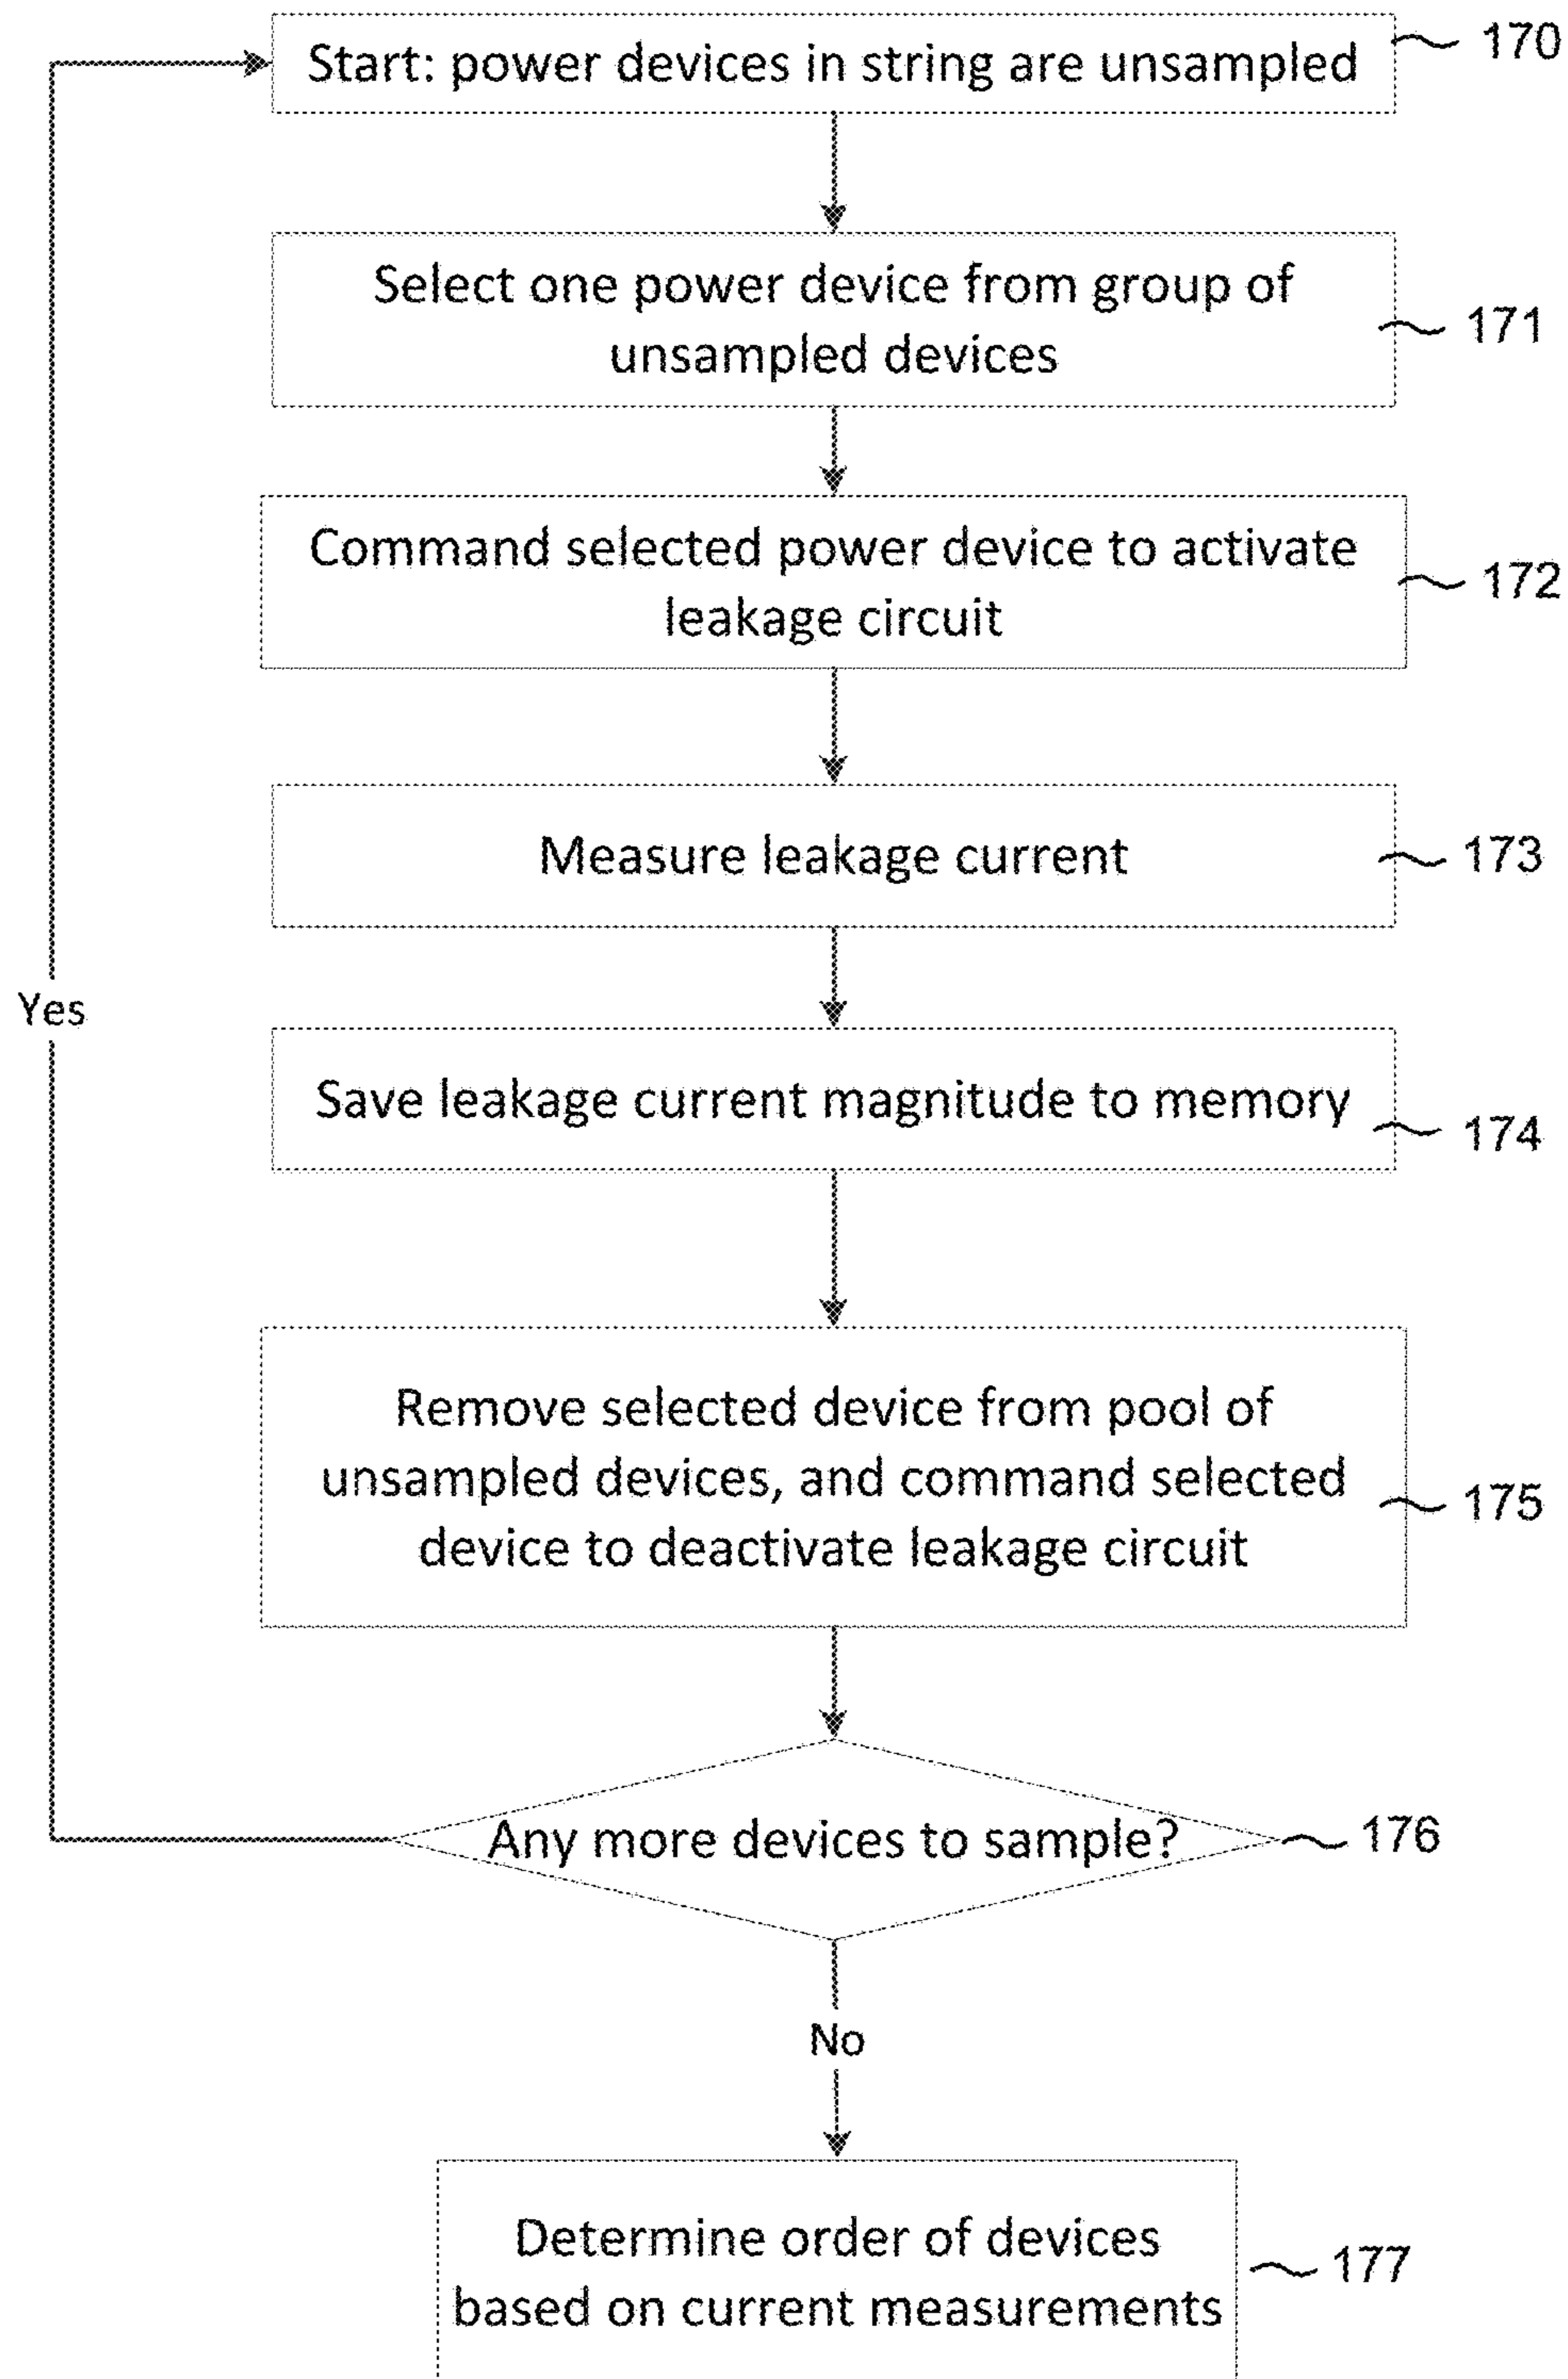 Start: power devices in string are unsampled
170
Select one power device from group of
unsampled devices
171
Command selected power device to activate
leakage circuit
172
Measure leakage current
173
Yes
Save leakage current magnitude to memory
174
Remove selected device from pool of
unsampled devices, and command selected
device to deactivate leakage circuit
175
Any more devices to sample?
176
No
Determine order of devices
based on current measurements
177